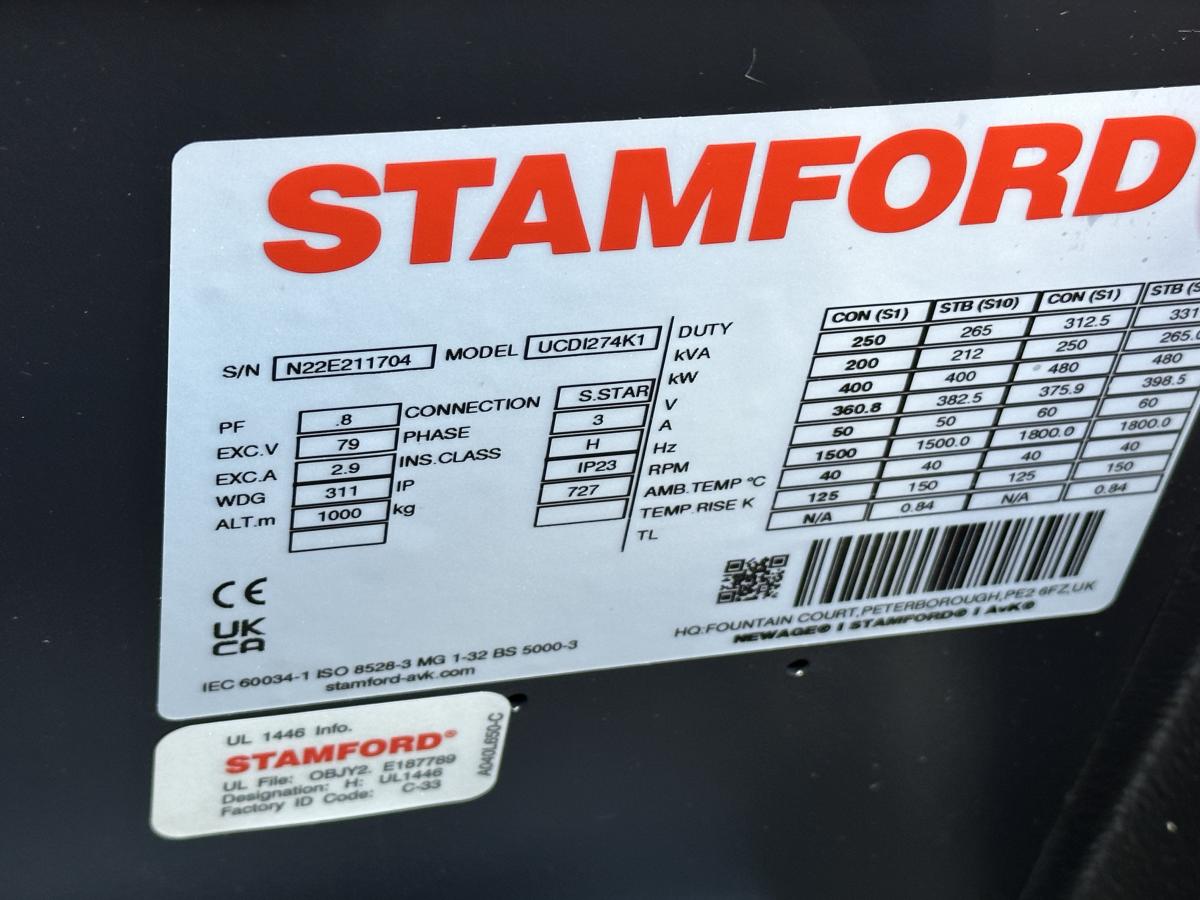 STAMFORD
S/N N22E211704 MODEL UCDI274K1
PF .8 CONNECTION S.STAR
EXC.V 79 PHASE 3
EXC.A 2.9 INS.CLASS H
WDG 311 IP IP23
ALT.m 1000 kg 727
DUTY CON (S1) STB (S10) CON (S1) STB (S
kVA 250 265 312.5 331
kW 200 212 250 265.0
V 400 400 480 480
A 360.8 382.5 375.9 398.5
Hz 50 50 60 60
RPM 1500 1500.0 1800.0 1800.0
AMB.TEMP °C 40 40 40 40
TEMP.RISE K 125 150 125 150
TL N/A 0.84 N/A 0.84
CE
UK
CA
HQ:FOUNTAIN COURT,PETERBOROUGH,PE2 6FZ,UK
NEWAGE® I STAMFORD® I AvK®
IEC 60034-1 ISO 8528-3 MG 1-32 BS 5000-3
stamford-avk.com
UL 1446 Info.
STAMFORD®
UL File: OBJY2. E187789
Designation: H: UL1446
Factory ID Code: C-33
A040L650-C